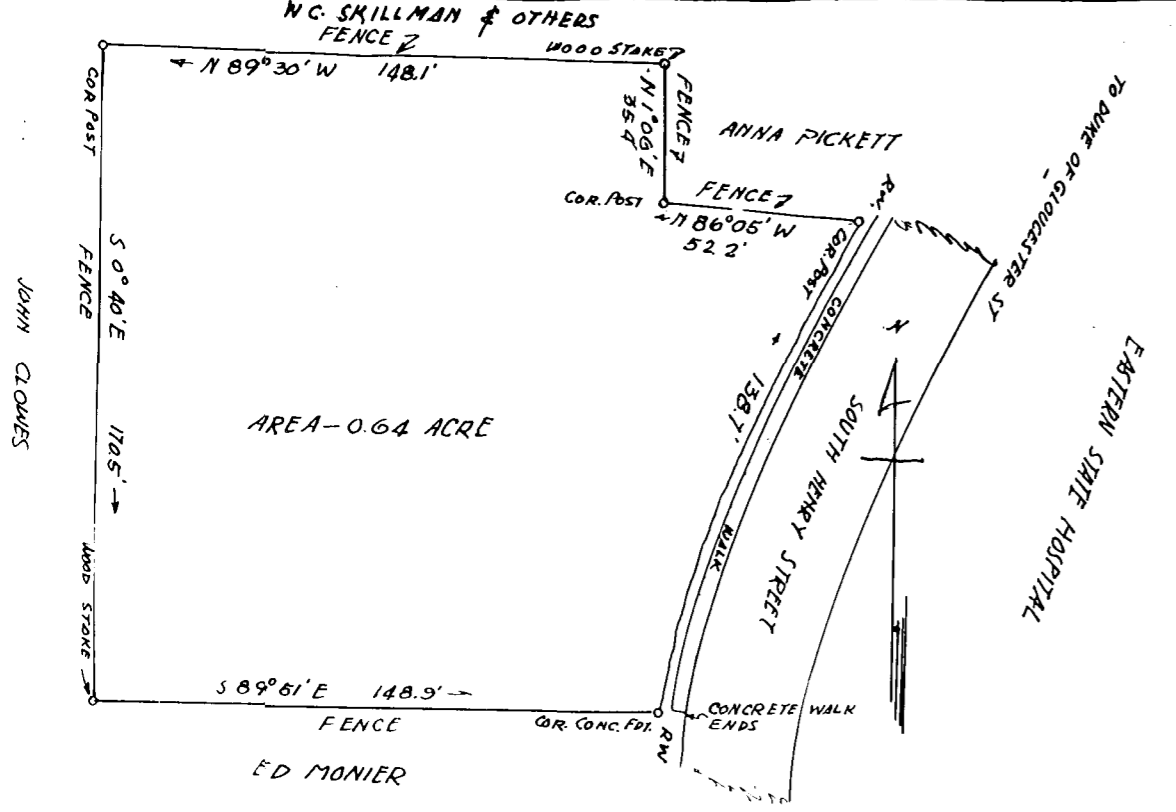 W.C. SKILLMAN & OTHERS
FENCE
WOOD STAKE
N 89°30' W 148.1'
COR POST
FENCE
N 1°06' E
35.4'
ANNA PICKETT
TO DUKE OF GLOUCESTER ST
COR. POST
FENCE
N 86°05' W
52.2'
R.W.
COR. POST
CONCRETE
WALK
138.7'
N
SOUTH HENRY STREET
EASTERN STATE HOSPITAL
JOHN CLOWES
FENCE
S 0°40' E 170.5'
AREA - 0.64 ACRE
WOOD STAKE
S 89°51' E 148.9'
FENCE
COR. CONC. FDT.
RW
CONCRETE WALK
ENDS
ED MONIER